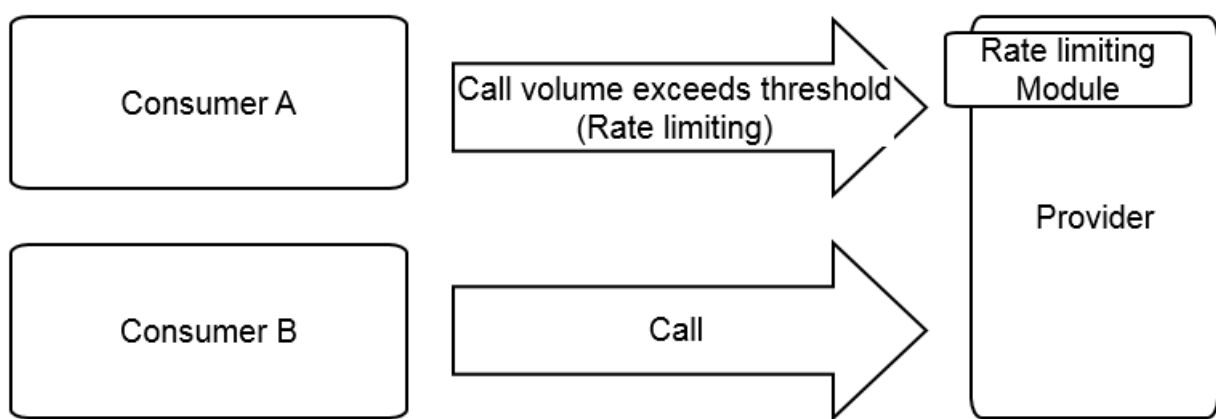 Consumer A
Call volume exceeds threshold
(Rate limiting)
Rate limiting
Module
Provider
Consumer B
Call